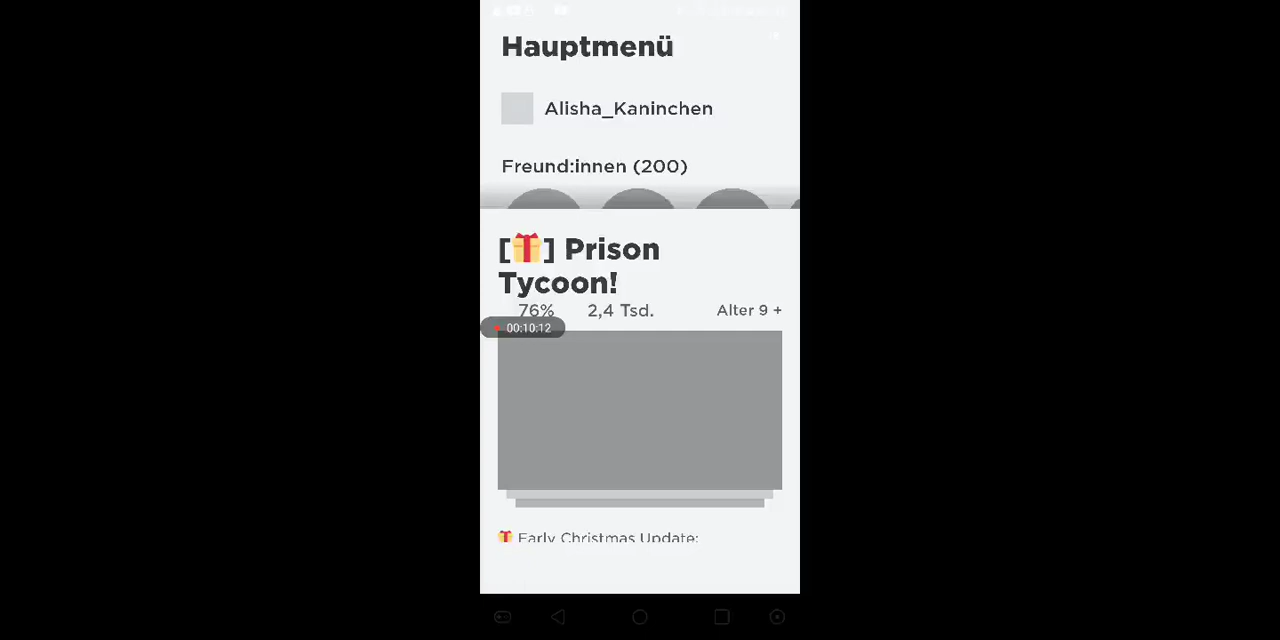 Hauptmenü
Alisha_Kaninchen
Freund:innen (200)
[🎁] Prison
Tycoon!
76% 2,4 Tsd. Alter 9 +
00:10:12
🎁 Early Christmas Update: